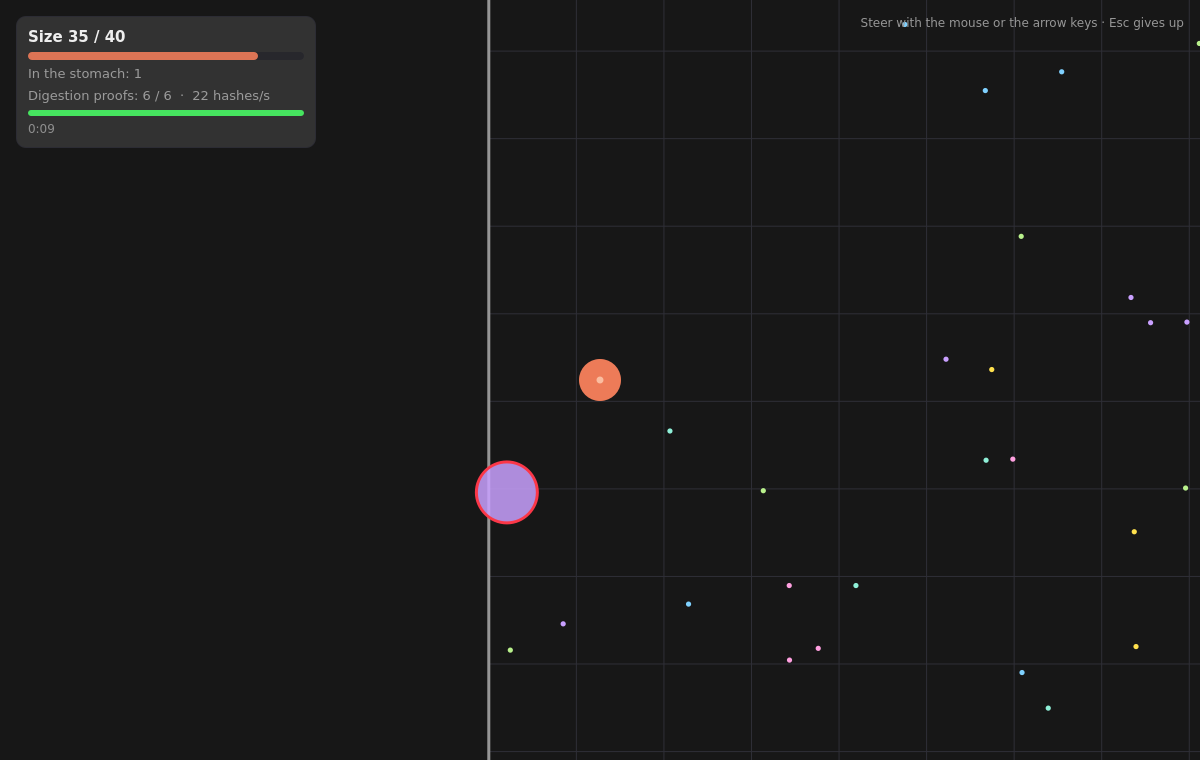 Size 35 / 40
In the stomach: 1
Digestion proofs: 6 / 6 · 22 hashes/s
0:09
Steer with the mouse or the arrow keys · Esc gives up